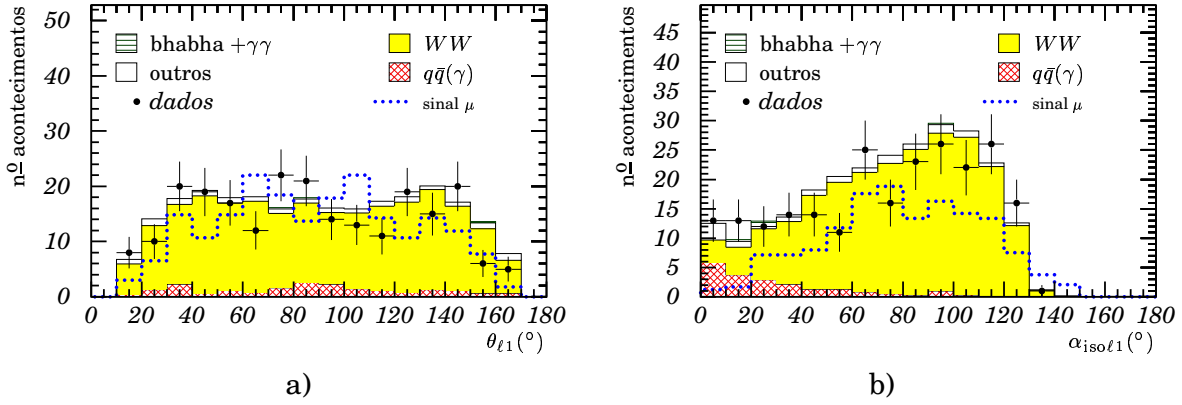 nº acontecimentos
50
40
30
20
10
0
bhabha +γγ
outros
dados
WW
qq̄(γ)
sinal μ
0 20 40 60 80 100 120 140 160
θℓ1(°)
a)
nº acontecimentos
45
40
35
30
25
20
15
10
5
0
bhabha +γγ
outros
dados
WW
qq̄(γ)
sinal μ
0 20 40 60 80 100 120 140 160 180
αisoℓ1(°)
b)